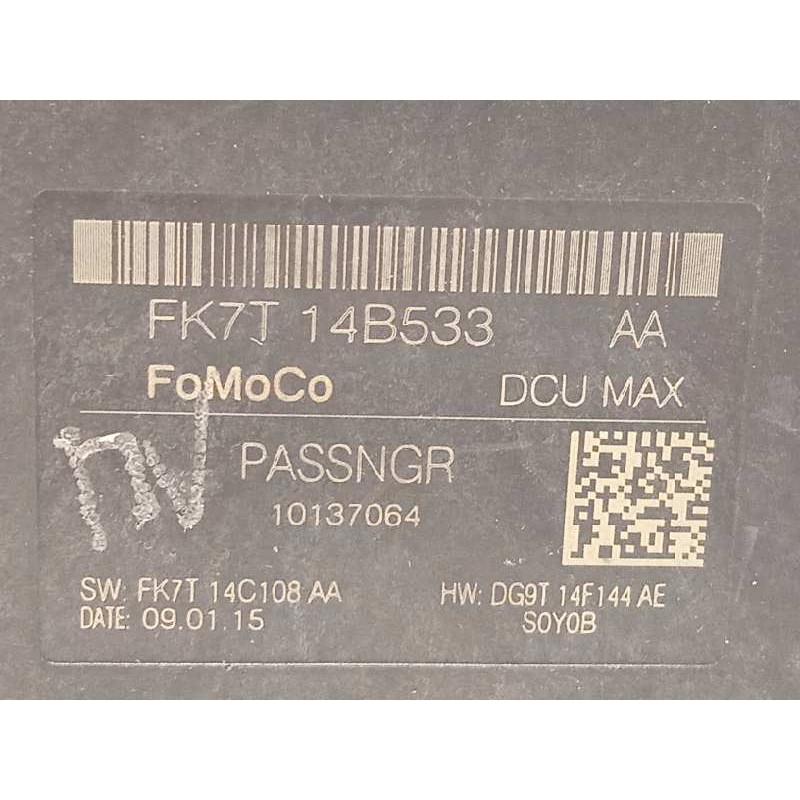 FK7T 14B533 AA
FoMoCo DCU MAX
PASSNGR
10137064
SW: FK7T 14C108 AA HW: DG9T 14F144 AE
DATE: 09.01.15 S0Y0B